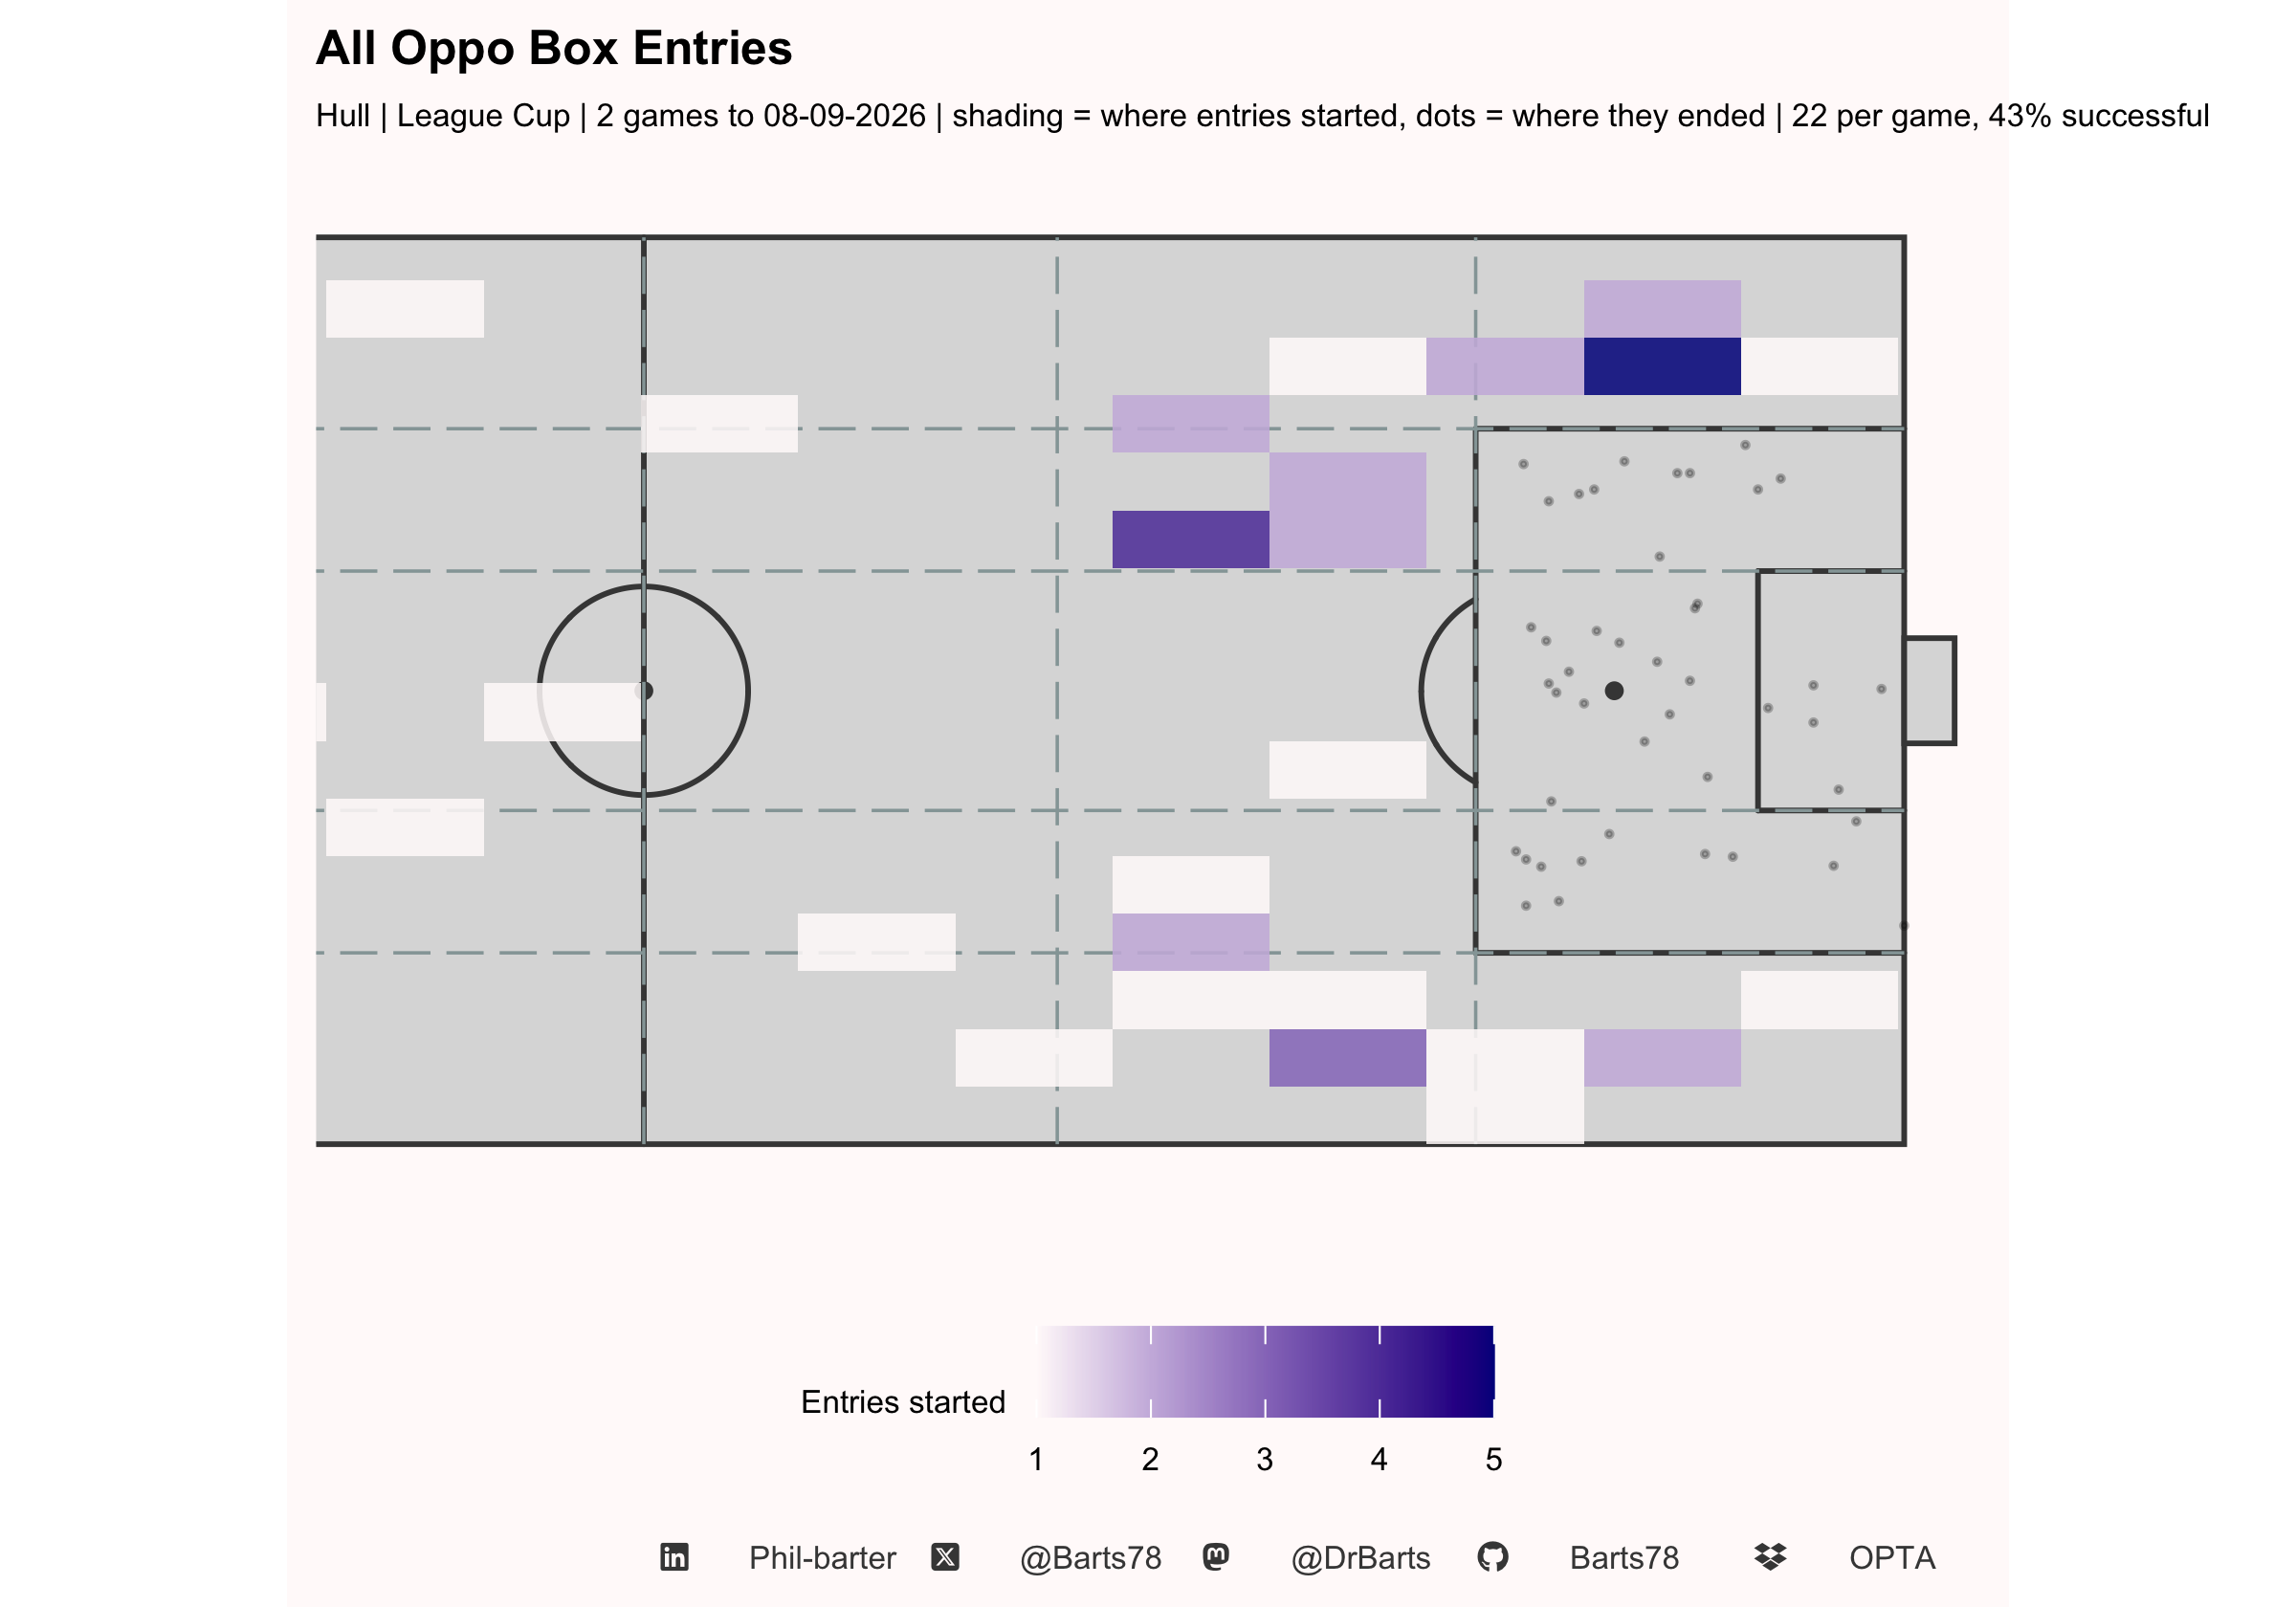 All Oppo Box Entries
Hull | League Cup | 2 games to 08-09-2026 | shading = where entries started, dots = where they ended | 22 per game, 43% successful
Entries started
1 2 3 4 5
Phil-barter @Barts78 @DrBarts Barts78 OPTA